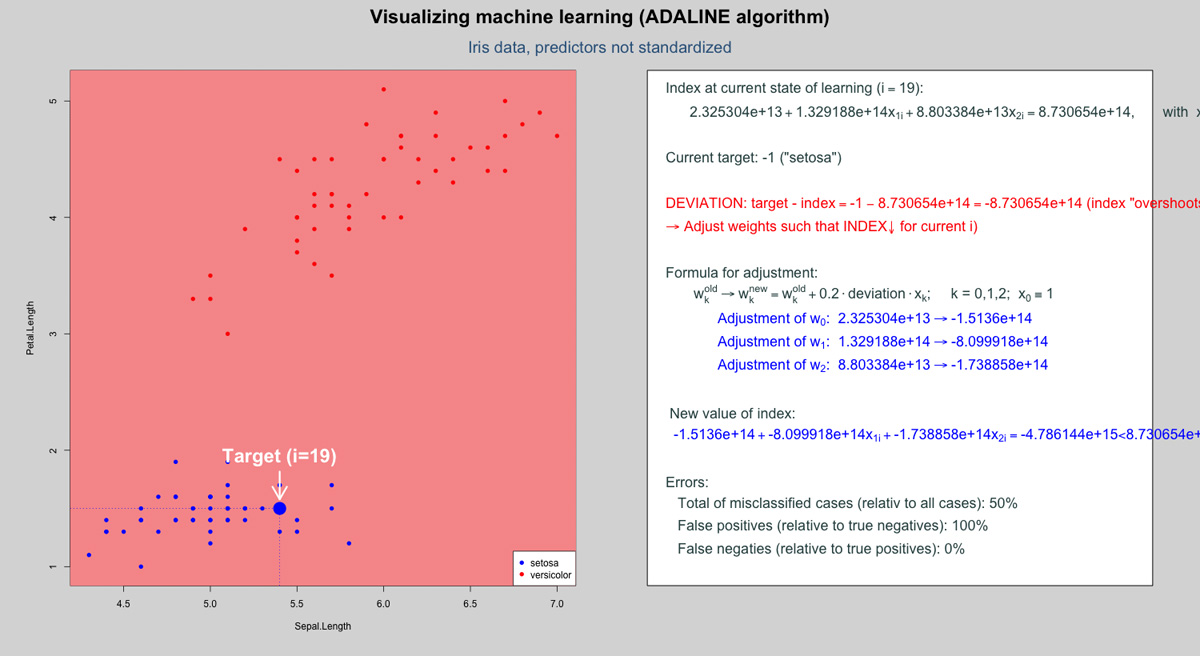 Visualizing machine learning (ADALINE algorithm)
Iris data, predictors not standardized
5
4
3
2
1
Petal.Length
Target (i=19)
setosa
versicolor
4.5 5.0 5.5 6.0 6.5 7.0
Sepal.Length
Index at current state of learning (i = 19):
2.325304e+13 + 1.329188e+14x₁ᵢ + 8.803384e+13x₂ᵢ = 8.730654e+14, with x
Current target: -1 ("setosa")
DEVIATION: target - index = -1 − 8.730654e+14 = -8.730654e+14 (index "overshoots
→ Adjust weights such that INDEX↓ for current i)
Formula for adjustment:
wₖᵒˡᵈ → wₖⁿᵉʷ = wₖᵒˡᵈ + 0.2 · deviation · xₖ; k = 0,1,2; x₀ ≡ 1
Adjustment of w₀: 2.325304e+13 → -1.5136e+14
Adjustment of w₁: 1.329188e+14 → -8.099918e+14
Adjustment of w₂: 8.803384e+13 → -1.738858e+14
New value of index:
-1.5136e+14 + -8.099918e+14x₁ᵢ + -1.738858e+14x₂ᵢ = -4.786144e+15<8.730654e+
Errors:
Total of misclassified cases (relativ to all cases): 50%
False positives (relative to true negatives): 100%
False negaties (relative to true positives): 0%